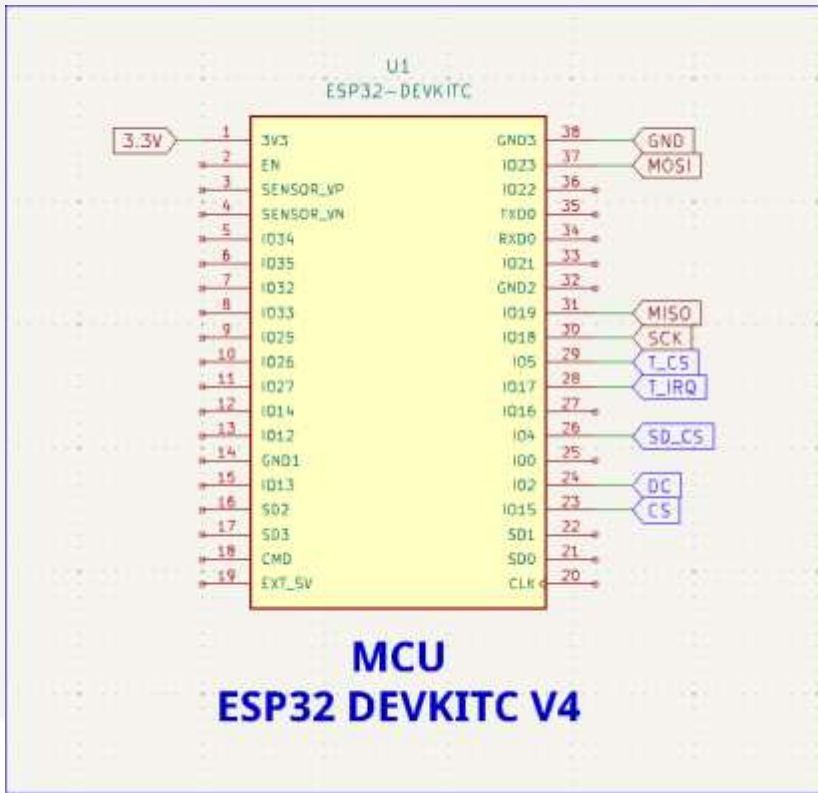 U1
ESP32-DEVKITC
3.3V 1 3V3 GND3 38 GND
2 EN IO23 37 MOSI
3 SENSOR_VP IO22 36
4 SENSOR_VN TXD0 35
5 IO34 RXD0 34
6 IO35 IO21 33
7 IO32 GND2 32
8 IO33 IO19 31 MISO
9 IO25 IO18 30 SCK
10 IO26 IO5 29 T_CS
11 IO27 IO17 28 T_IRQ
12 IO14 IO16 27
13 IO12 IO4 26 SD_CS
14 GND1 IO0 25
15 IO13 IO2 24 DC
16 SD2 IO15 23 CS
17 SD3 SD1 22
18 CMD SD0 21
19 EXT_5V CLK 20
MCU
ESP32 DEVKITC V4